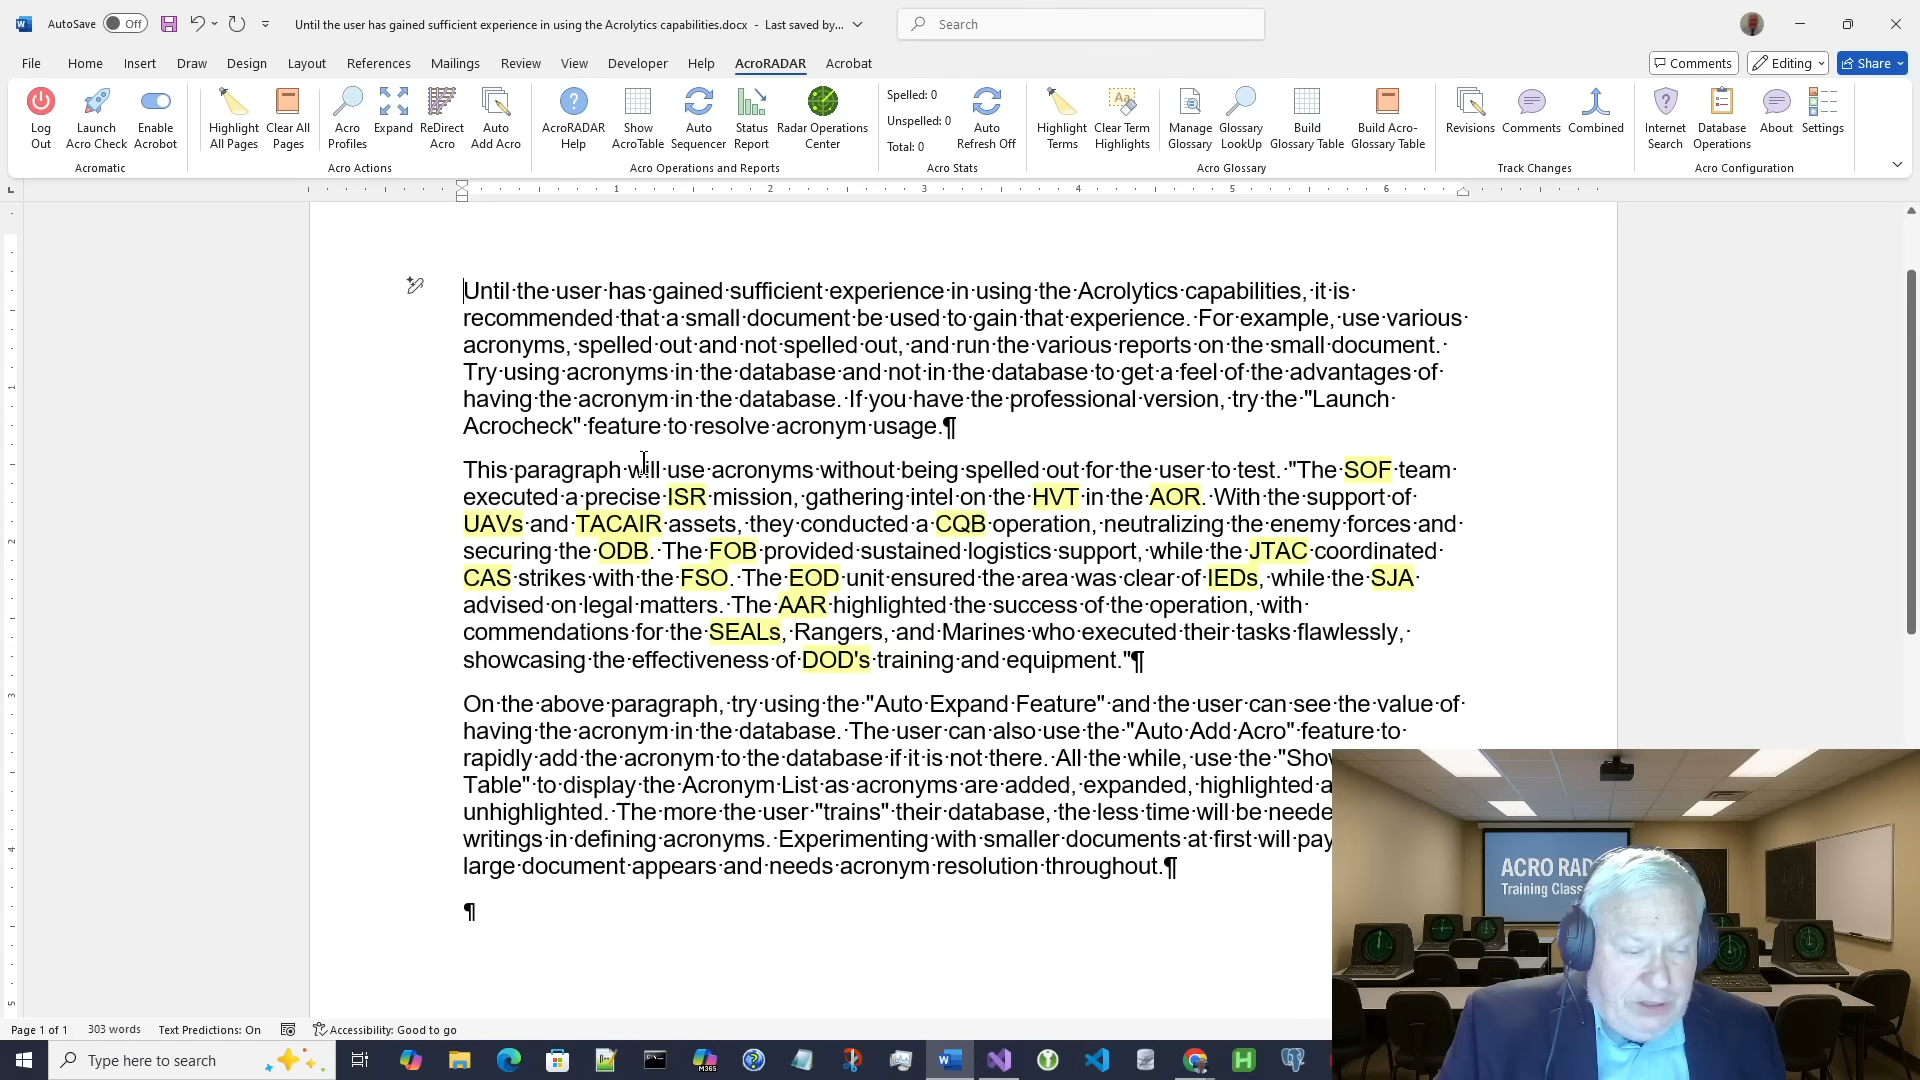 AutoSave Off Until the user has gained sufficient experience in using the Acrolytics capabilities.docx - Last saved by... Search
File Home Insert Draw Design Layout References Mailings Review View Developer Help AcroRADAR Acrobat Comments Editing Share
Log Out
Launch Acro Check
Enable Acrobot
Acromatic
Highlight All Pages
Clear All Pages
Acro Profiles
Expand
ReDirect Acro
Auto Add Acro
Acro Actions
AcroRADAR Help
Show AcroTable
Auto Sequencer
Status Report
Radar Operations Center
Acro Operations and Reports
Spelled: 0
Unspelled: 0
Total: 0
Auto Refresh Off
Acro Stats
Highlight Terms
Clear Term Highlights
Manage Glossary
Glossary LookUp
Build Glossary Table
Build Acro-Glossary Table
Acro Glossary
Revisions
Comments
Combined
Track Changes
Internet Search
Database Operations
About
Settings
Acro Configuration
1 2 3 4 5 6
Until the user has gained sufficient experience in using the Acrolytics capabilities, it is
recommended that a small document be used to gain that experience. For example, use various
acronyms, spelled out and not spelled out, and run the various reports on the small document.
Try using acronyms in the database and not in the database to get a feel of the advantages of
having the acronym in the database. If you have the professional version, try the "Launch
Acrocheck" feature to resolve acronym usage.¶
This paragraph will use acronyms without being spelled out for the user to test. "The SOF team
executed a precise ISR mission, gathering intel on the HVT in the AOR. With the support of
UAVs and TACAIR assets, they conducted a CQB operation, neutralizing the enemy forces and
securing the ODB. The FOB provided sustained logistics support, while the JTAC coordinated
CAS strikes with the FSO. The EOD unit ensured the area was clear of IEDs, while the SJA
advised on legal matters. The AAR highlighted the success of the operation, with
commendations for the SEALs, Rangers, and Marines who executed their tasks flawlessly,
showcasing the effectiveness of DOD's training and equipment."¶
On the above paragraph, try using the "Auto Expand Feature" and the user can see the value of
having the acronym in the database. The user can also use the "Auto Add Acro" feature to
rapidly add the acronym to the database if it is not there. All the while, use the "Show
Table" to display the Acronym List as acronyms are added, expanded, highlighted a
unhighlighted. The more the user "trains" their database, the less time will be neede
writings in defining acronyms. Experimenting with smaller documents at first will pay
large document appears and needs acronym resolution throughout.¶
¶
ACRO RAD
Training Class
Page 1 of 1 303 words Text Predictions: On Accessibility: Good to go
Type here to search
M365